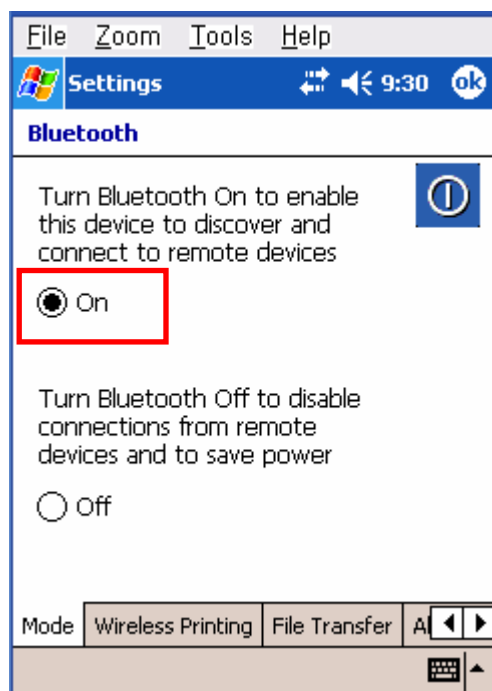 File Zoom Tools Help
Settings 9:30 ok
Bluetooth
Turn Bluetooth On to enable
this device to discover and
connect to remote devices
On
Turn Bluetooth Off to disable
connections from remote
devices and to save power
Off
Mode Wireless Printing File Transfer